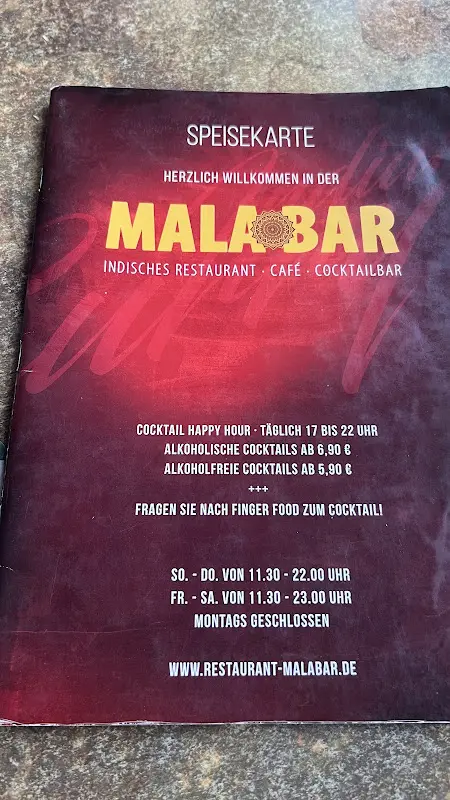 SPEISEKARTE
HERZLICH WILLKOMMEN IN DER
MALA BAR
INDISCHES RESTAURANT · CAFÉ · COCKTAILBAR
COCKTAIL HAPPY HOUR · TÄGLICH 17 BIS 22 UHR
ALKOHOLISCHE COCKTAILS AB 6,90 €
ALKOHOLFREIE COCKTAILS AB 5,90 €
+++
FRAGEN SIE NACH FINGER FOOD ZUM COCKTAIL!
SO. - DO. VON 11.30 - 22.00 UHR
FR. - SA. VON 11.30 - 23.00 UHR
MONTAGS GESCHLOSSEN
WWW.RESTAURANT-MALABAR.DE